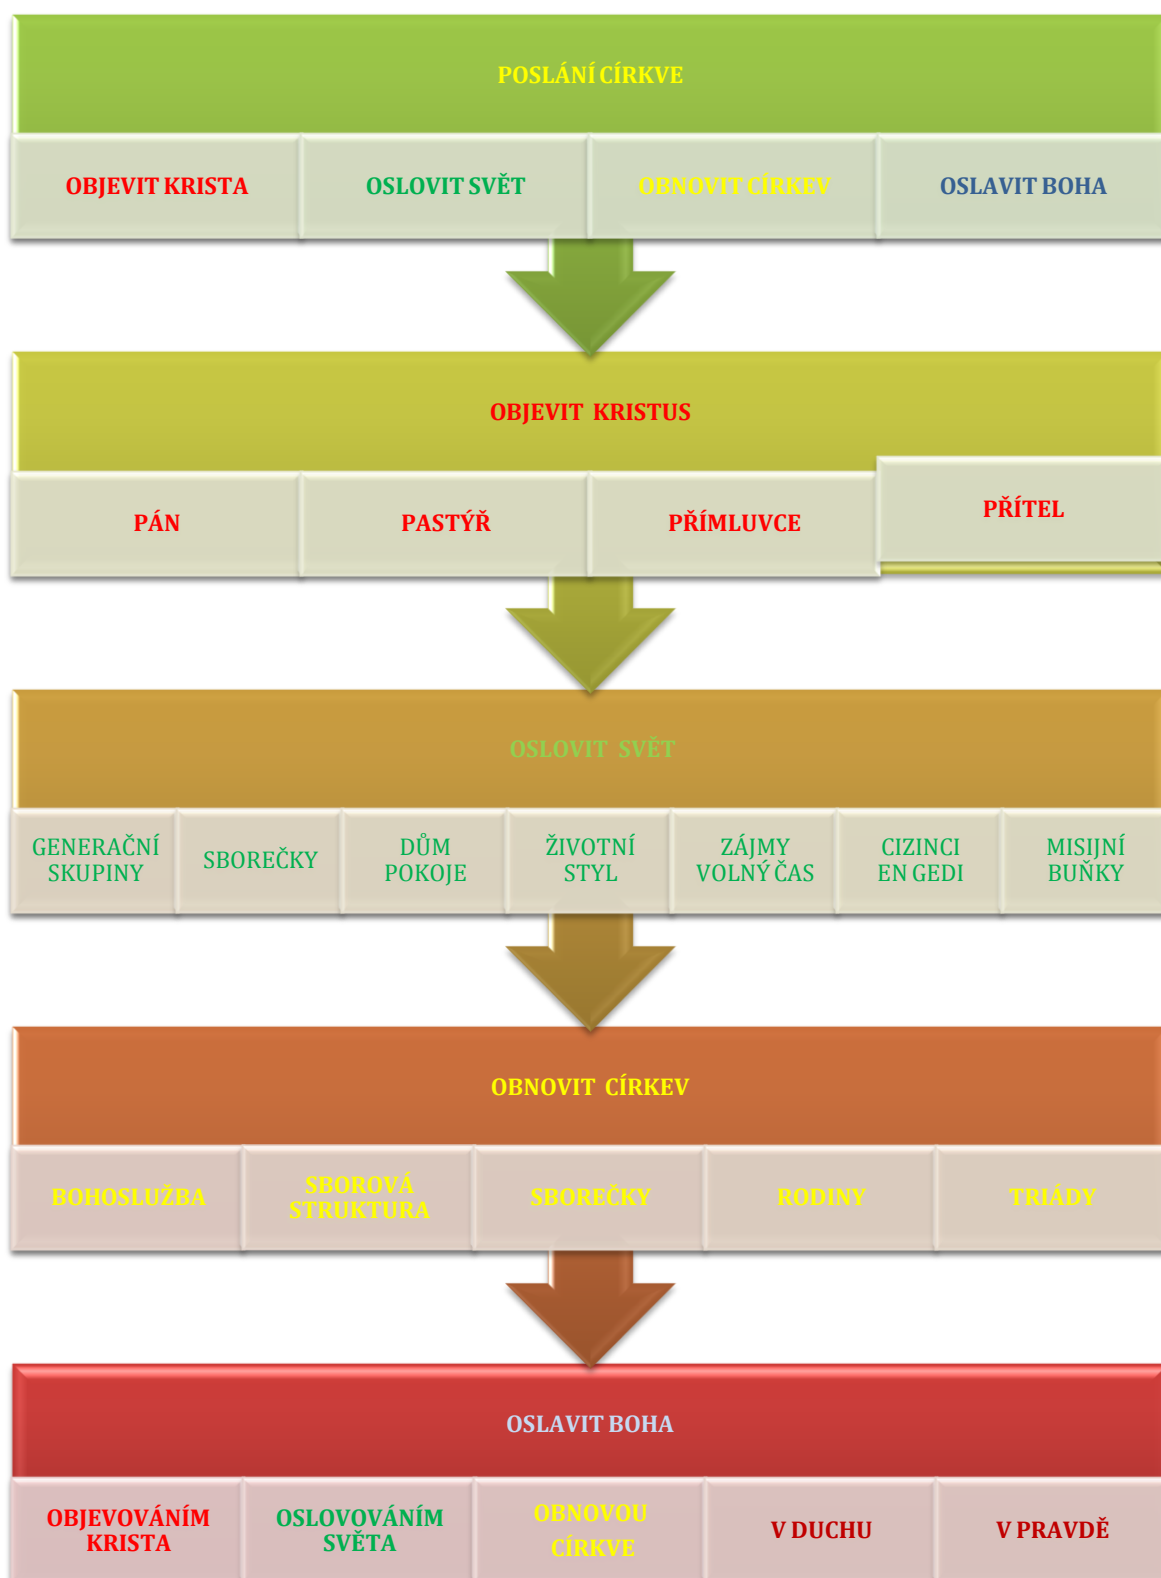 POSLÁNÍ CÍRKVE
OBJEVIT KRISTA
OSLOVIT SVĚT
OBNOVIT CÍRKEV
OSLAVIT BOHA
OBJEVIT KRISTUS
PÁN
PASTÝŘ
PŘÍMLUVCE
PŘÍTEL
OSLOVIT SVĚT
GENERAČNÍ
SKUPINY
SBOREČKY
DŮM
POKOJE
ŽIVOTNÍ
STYL
ZÁJMY
VOLNÝ ČAS
CIZINCI
EN GEDI
MISIJNÍ
BUŇKY
OBNOVIT CÍRKEV
BOHOSLUŽBA
SBOROVÁ
STRUKTURA
SBOREČKY
RODINY
TRIÁDY
OSLAVIT BOHA
OBJEVOVÁNÍM
KRISTA
OSLOVOVÁNÍM
SVĚTA
OBNOVOU
CÍRKVE
V DUCHU
V PRAVDĚ